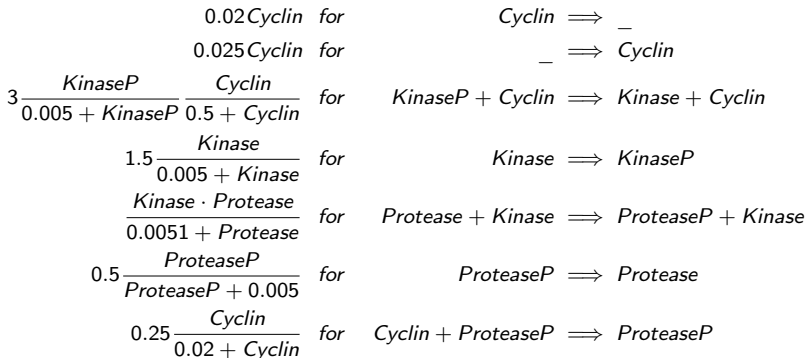 0.02Cyclin for Cyclin ⟹ _
0.025Cyclin for _ ⟹ Cyclin
3 KinaseP/(0.005 + KinaseP) Cyclin/(0.5 + Cyclin) for KinaseP + Cyclin ⟹ Kinase + Cyclin
1.5 Kinase/(0.005 + Kinase) for Kinase ⟹ KinaseP
Kinase · Protease/(0.0051 + Protease) for Protease + Kinase ⟹ ProteaseP + Kinase
0.5 ProteaseP/(ProteaseP + 0.005) for ProteaseP ⟹ Protease
0.25 Cyclin/(0.02 + Cyclin) for Cyclin + ProteaseP ⟹ ProteaseP